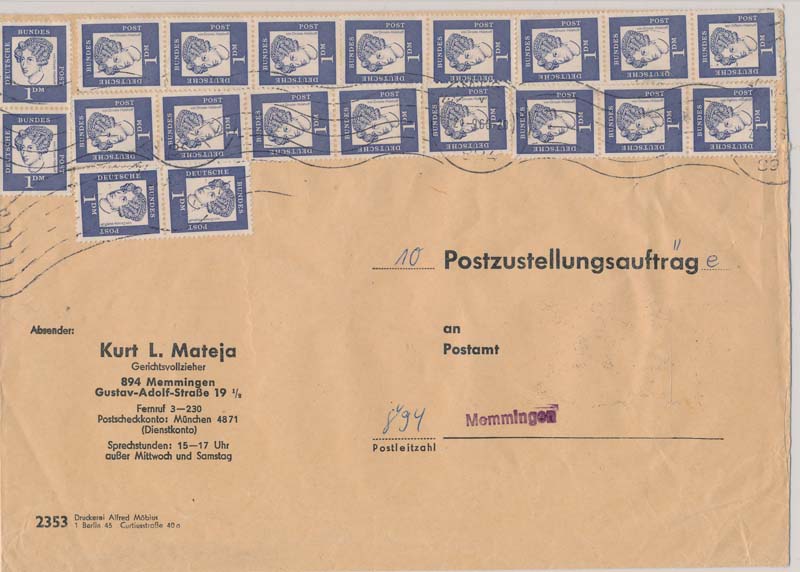 DEUTSCHE BUNDES POST 1 DM
10 Postzustellungsaufträge
an
Postamt
894 Memmingen
Postleitzahl
Absender:
Kurt L. Mateja
Gerichtsvollzieher
894 Memmingen
Gustav-Adolf-Straße 19 1/2
Fernruf 3—230
Postscheckkonto: München 4871
(Dienstkonto)
Sprechstunden: 15—17 Uhr
außer Mittwoch und Samstag
2353 Druckerei Alfred Möbius
1 Berlin 46 Curtiusstraße 40a